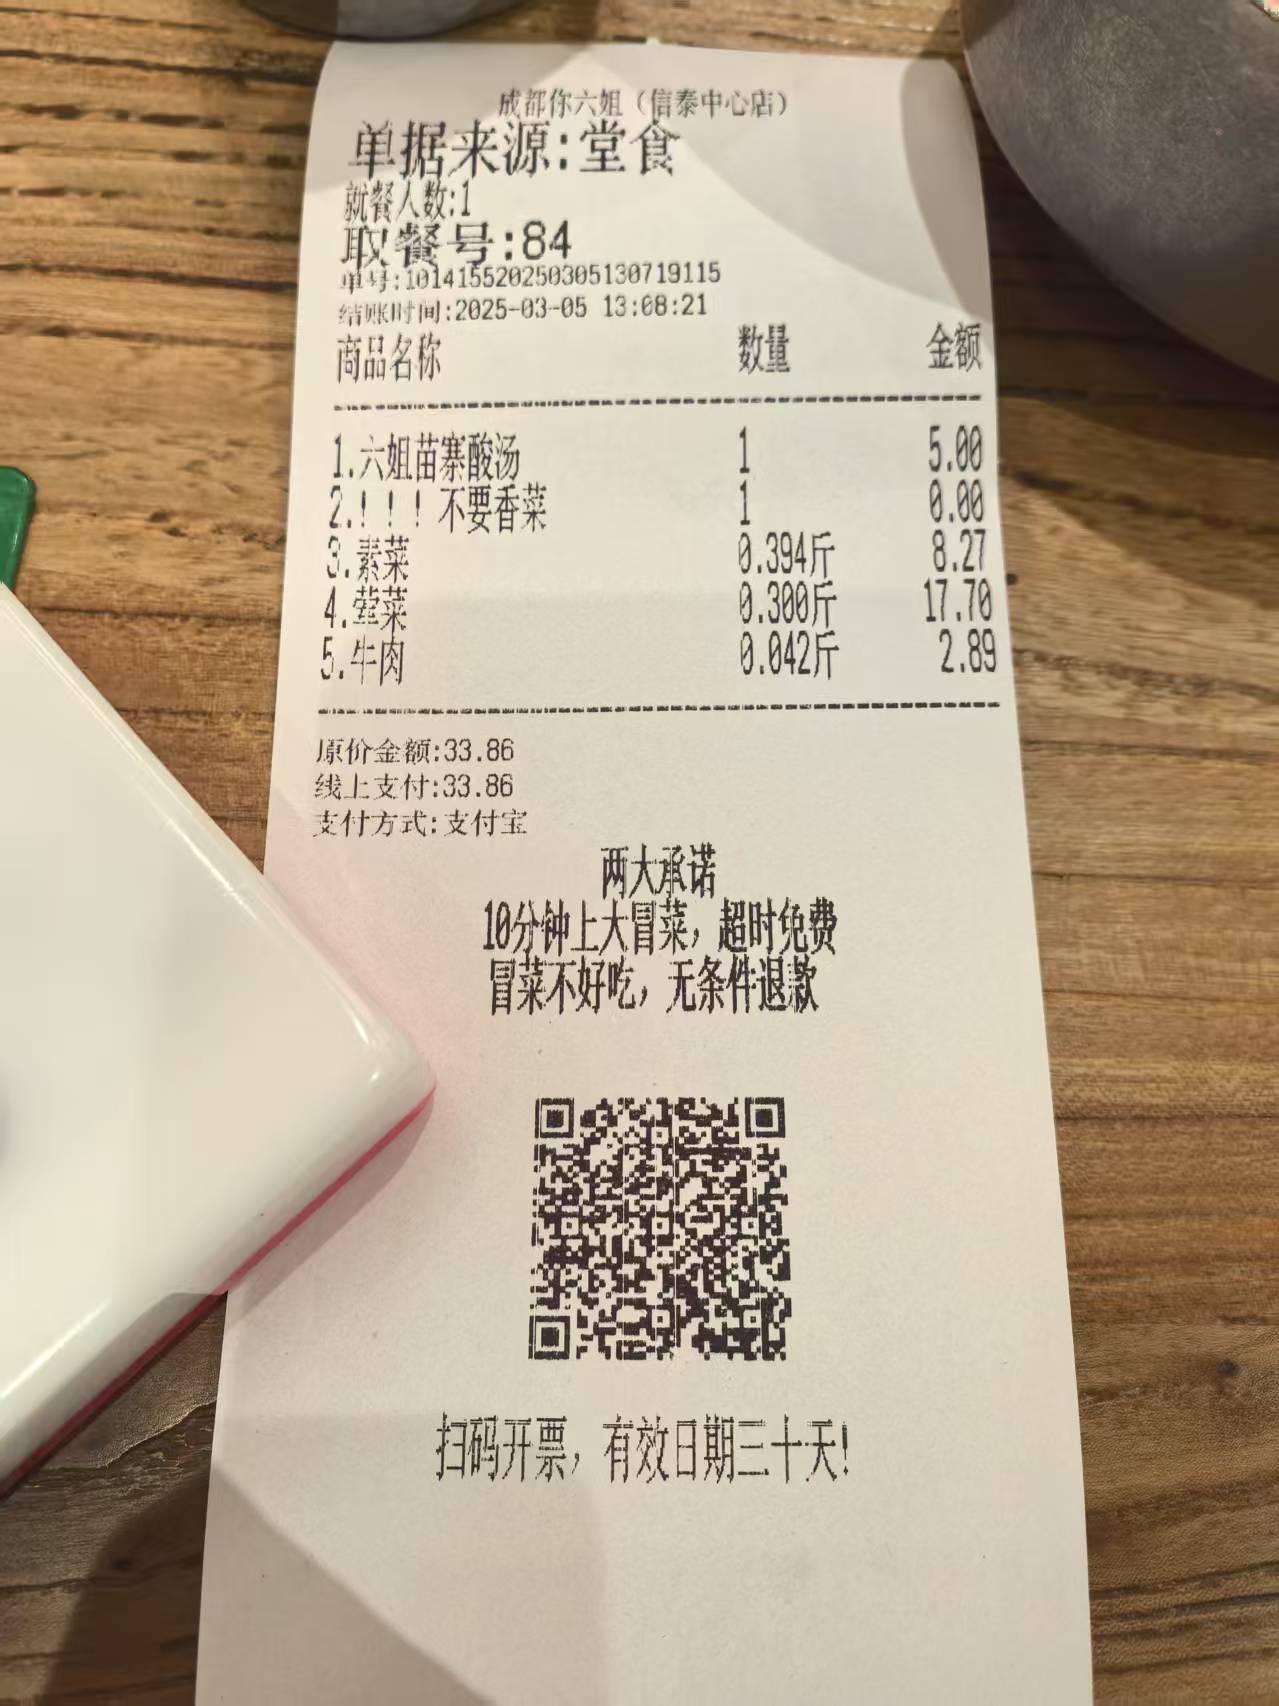 成都你六姐（信泰中心店）
单据来源:堂食
就餐人数:1
取餐号:84
单号:101415520250305130719115
结账时间:2025-03-05 13:08:21
商品名称 数量 金额
1.六姐苗寨酸汤 1 5.00
2.！！！不要香菜 1 0.00
3.素菜 0.394斤 8.27
4.荤菜 0.300斤 17.70
5.牛肉 0.042斤 2.89
原价金额:33.86
线上支付:33.86
支付方式:支付宝
两大承诺
10分钟上大冒菜，超时免费
冒菜不好吃，无条件退款
扫码开票，有效日期三十天!